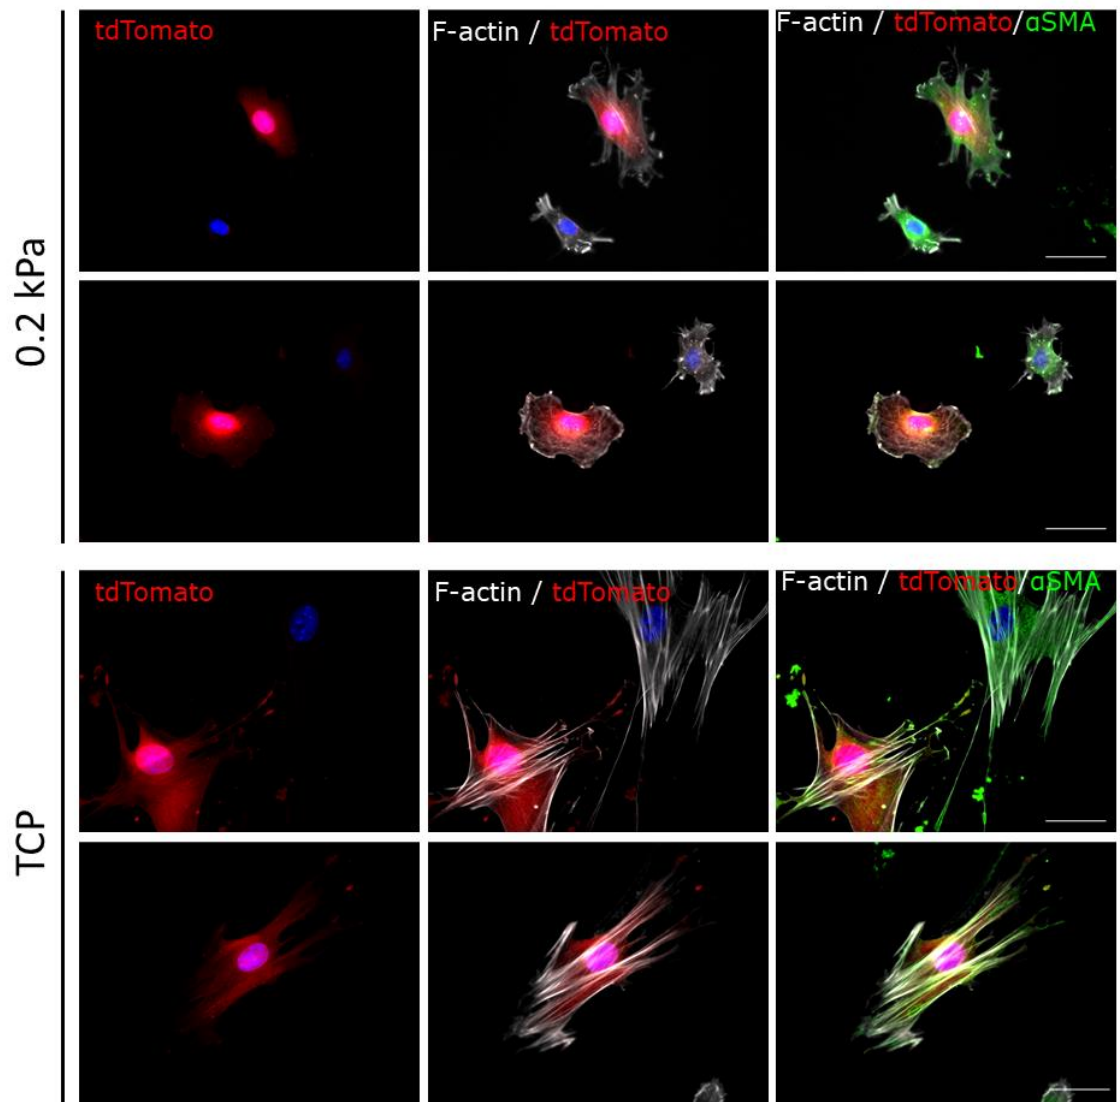 tdTomato
F-actin / tdTomato
F-actin / tdTomato/αSMA
0.2 kPa
tdTomato
F-actin / tdTomato
F-actin / tdTomato/αSMA
TCP